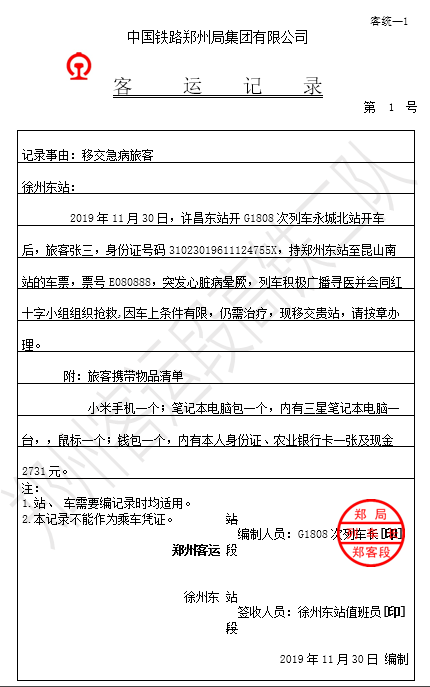 客统—1
中国铁路郑州局集团有限公司
客 运 记 录
第 1 号
记录事由：移交急病旅客
徐州东站：
2019 年 11 月 30 日，许昌东站开 G1808 次列车永城北站开车
后，旅客张三，身份证号码 31023019611124755X，持郑州东站至昆山南
站的车票，票号 E080888，突发心脏病晕厥，列车积极广播寻医并会同红
十字小组组织抢救,因车上条件有限，仍需治疗，现移交贵站，请按章办
理。
附：旅客携带物品清单
小米手机一个；笔记本电脑包一个，内有三星笔记本电脑一
台，，鼠标一个；钱包一个，内有本人身份证、农业银行卡一张及现金
2731 元。
注：
1.站、 车需要编记录时均适用。
2.本记录不能作为乘车凭证。
站
编制人员：G1808 次列车长[印]
郑州客运 段
郑 局
郑客段
徐州东 站
签收人员：徐州东站值班员[印]
段
2019 年 11 月 30 日 编制
郑州客运段高铁二队